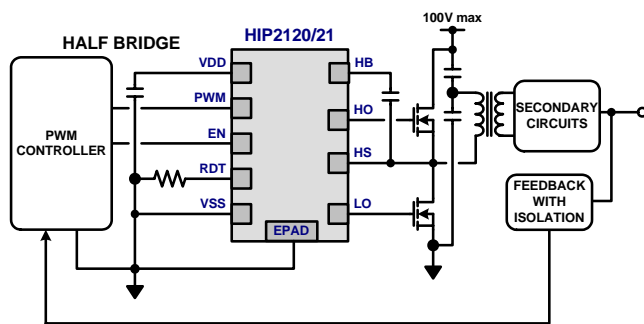 100V max
HALF BRIDGE
HIP2120/21
VDD
HB
PWM
HO
EN
HS
RDT
LO
VSS
EPAD
PWM
CONTROLLER
SECONDARY
CIRCUITS
FEEDBACK
WITH
ISOLATION